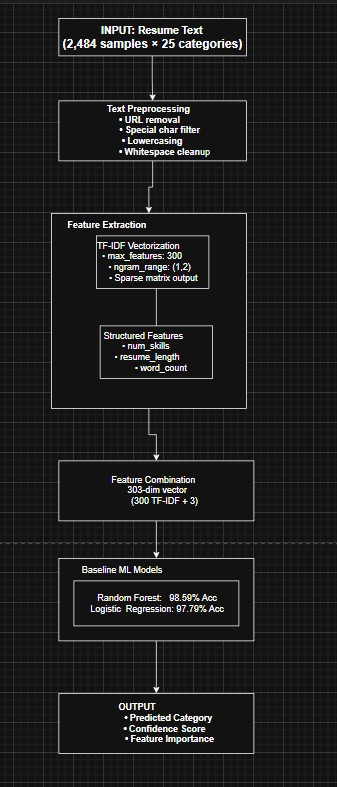 INPUT: Resume Text
(2,484 samples × 25 categories)
Text Preprocessing
• URL removal
• Special char filter
• Lowercasing
• Whitespace cleanup
Feature Extraction
TF-IDF Vectorization
• max_features: 300
• ngram_range: (1,2)
• Sparse matrix output
Structured Features
• num_skills
• resume_length
• word_count
Feature Combination
303-dim vector
(300 TF-IDF + 3)
Baseline ML Models
Random Forest: 98.59% Acc
Logistic Regression: 97.79% Acc
OUTPUT
• Predicted Category
• Confidence Score
• Feature Importance